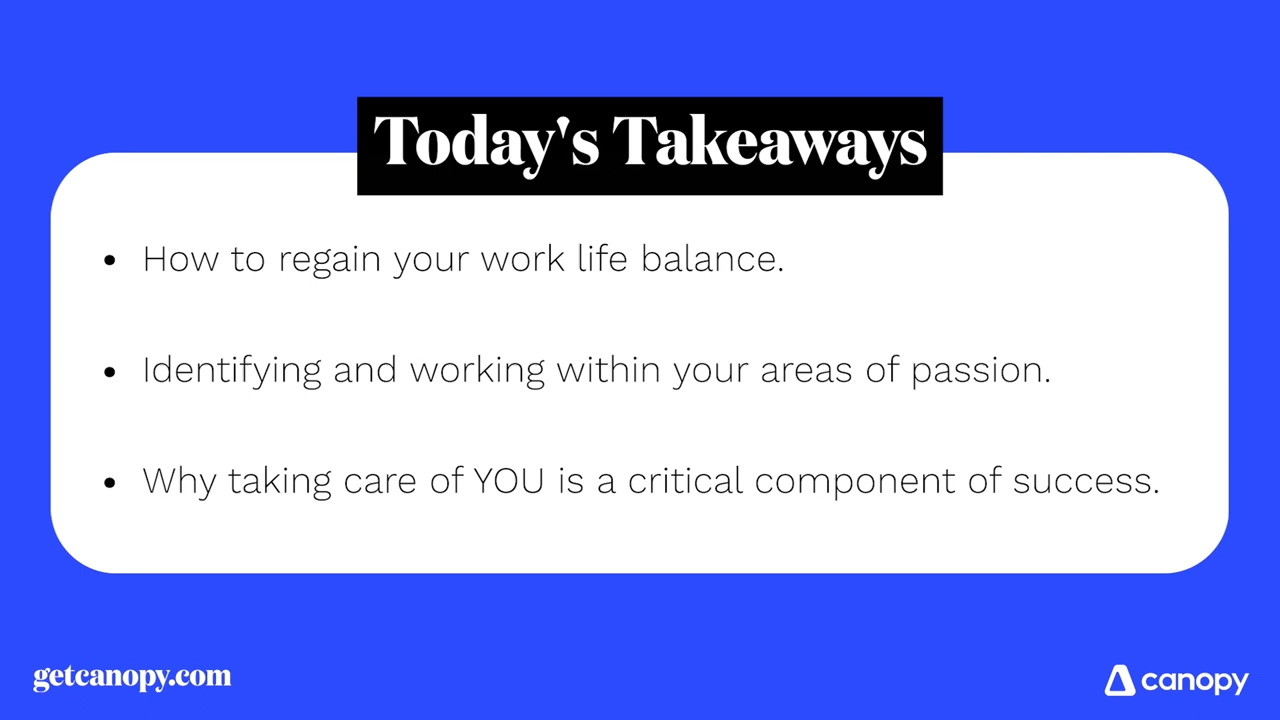 Today's Takeaways
• How to regain your work life balance.
• Identifying and working within your areas of passion.
• Why taking care of YOU is a critical component of success.
getcanopy.com
canopy